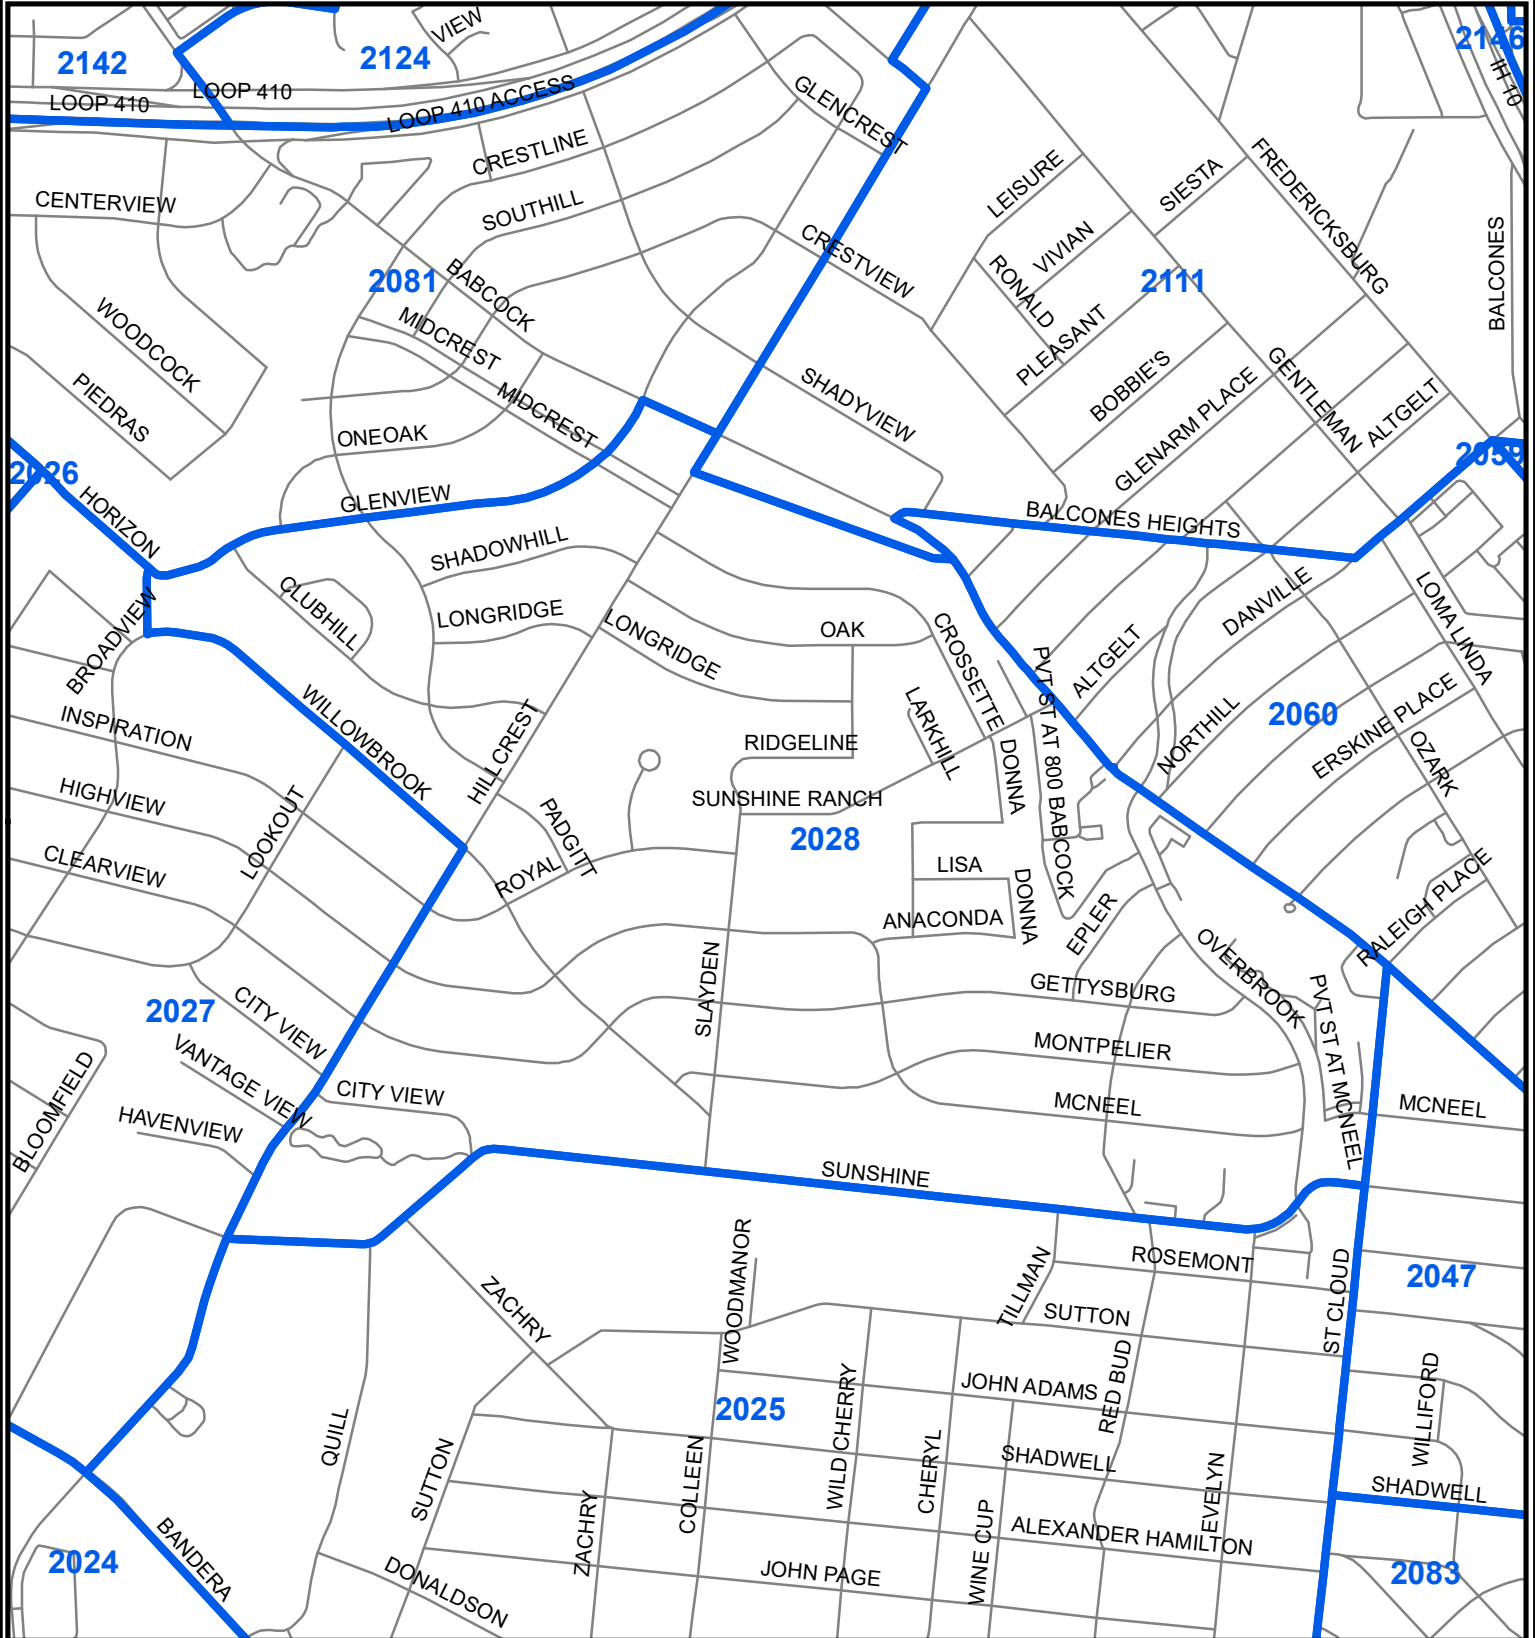 VIEW
2142
2124
2146
LOOP 410
LOOP 410
LOOP 410 ACCESS
IH 10
GLENCREST
CRESTLINE
FREDERICKSBURG
LEISURE
SIESTA
CENTERVIEW
SOUTHILL
CRESTVIEW
VIVIAN
BALCONES
2081
BABCOCK
RONALD
2111
WOODCOCK
MIDCREST
PLEASANT
PIEDRAS
MIDCREST
SHADYVIEW
BOBBIE'S
GENTLEMAN
GLENARM PLACE
ALTGELT
ONEOAK
2026
2059
HORIZON
GLENVIEW
BALCONES HEIGHTS
SHADOWHILL
BROADVIEW
CLUBHILL
LONGRIDGE
LONGRIDGE
OAK
CROSSETTE
DANVILLE
LOMA LINDA
ALTGELT
PVT ST AT 800 BABCOCK
INSPIRATION
WILLOWBROOK
HILLCREST
LARKHILL
NORTHILL
2060
ERSKINE PLACE
OZARK
RIDGELINE
DONNA
HIGHVIEW
SUNSHINE RANCH
2028
LOOKOUT
PADGITT
CLEARVIEW
ROYAL
LISA
DONNA
RALEIGH PLACE
ANACONDA
EPLER
OVERBROOK
SLAYDEN
GETTYSBURG
2027
CITY VIEW
PVT ST AT MCNEEL
MONTPELIER
VANTAGE VIEW
CITY VIEW
BLOOMFIELD
MCNEEL
MCNEEL
HAVENVIEW
SUNSHINE
WOODMANOR
TILLMAN
ROSEMONT
2047
ZACHRY
SUTTON
ST CLOUD
RED BUD
JOHN ADAMS
2025
WILD CHERRY
WILLIFORD
QUILL
SUTTON
COLLEEN
CHERYL
SHADWELL
EVELYN
SHADWELL
ZACHRY
WINE CUP
ALEXANDER HAMILTON
2024
BANDERA
DONALDSON
JOHN PAGE
2083